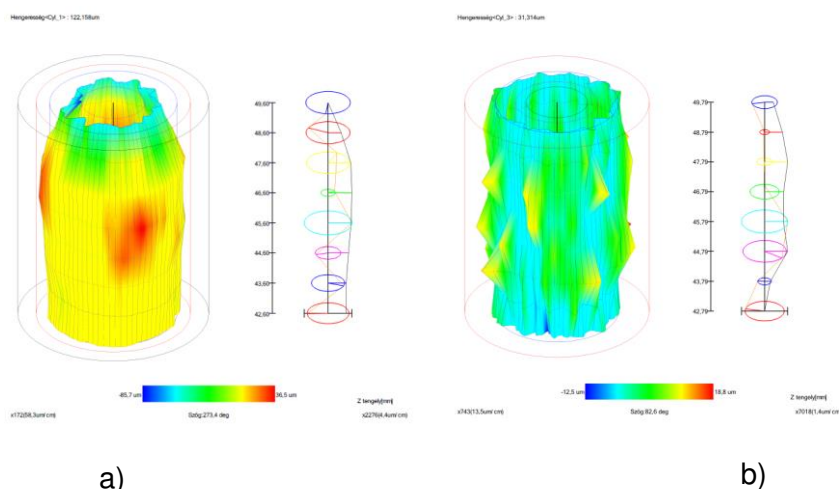 Hengeresség<Cyl_1> : 122,158um
49,60
48,60
47,60
46,60
45,60
44,60
43,60
42,60
-85,7 um
36,5 um
Z tengely[mm]
x172(58,3um/cm)
Szög:273,4 deg
x2276(4,4um/cm)
a)
Hengeresség<Cyl_3> : 31,314um
49,79
48,79
47,79
46,79
45,79
44,79
43,79
42,79
-12,5 um
18,8 um
Z tengely[mm]
x743(13,5um/cm)
Szög:82,6 deg
x7018(1,4um/cm)
b)